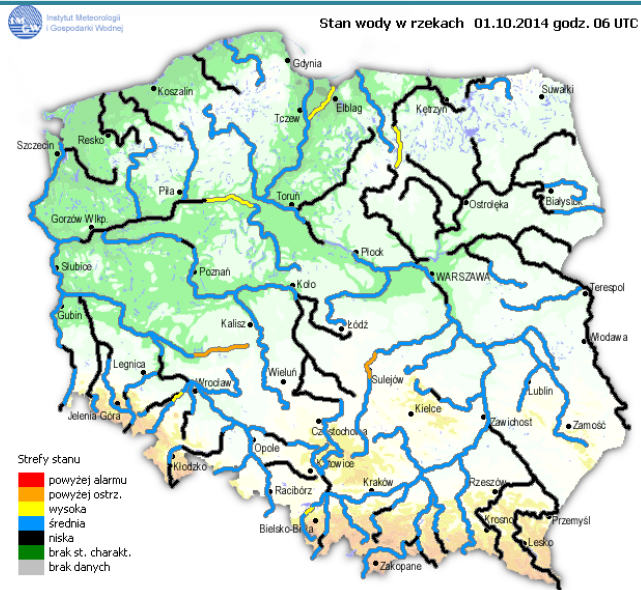 Instytut Meteorologii
i Gospodarki Wodnej
Stan wody w rzekach 01.10.2014 godz. 06 UTC
Gdynia
Koszalin
Suwałki
Kętrzyn
Elbląg
Tczew
Resko
Szczecin
Piła
Białystok
Toruń
Ostrołęka
Gorzów Wlkp.
Płock
Słubice
Poznań
WARSZAWA
Koło
Terespol
Gubin
Kalisz
Łódź
Włodawa
Legnica
Wieluń
Sulejów
Wrocław
Lublin
Jelenia Góra
Kielce
Zawichost
Zamość
Częstochowa
Opole
Kłodzko
Katowice
Racibórz
Kraków
Rzeszów
Bielsko-Biała
Krosno
Przemyśl
Lesko
Zakopane
Strefy stanu
powyżej alarmu
powyżej ostrz.
wysoka
średnia
niska
brak st. charakt.
brak danych